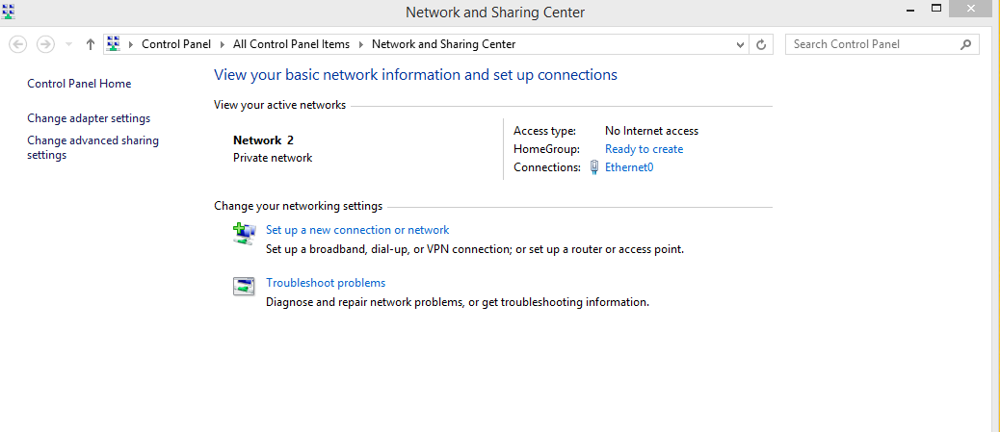 Network and Sharing Center
Control Panel All Control Panel Items Network and Sharing Center Search Control Panel
Control Panel Home
Change adapter settings
Change advanced sharing
settings
View your basic network information and set up connections
View your active networks
Network 2
Private network
Access type: No Internet access
HomeGroup: Ready to create
Connections: Ethernet0
Change your networking settings
Set up a new connection or network
Set up a broadband, dial-up, or VPN connection; or set up a router or access point.
Troubleshoot problems
Diagnose and repair network problems, or get troubleshooting information.